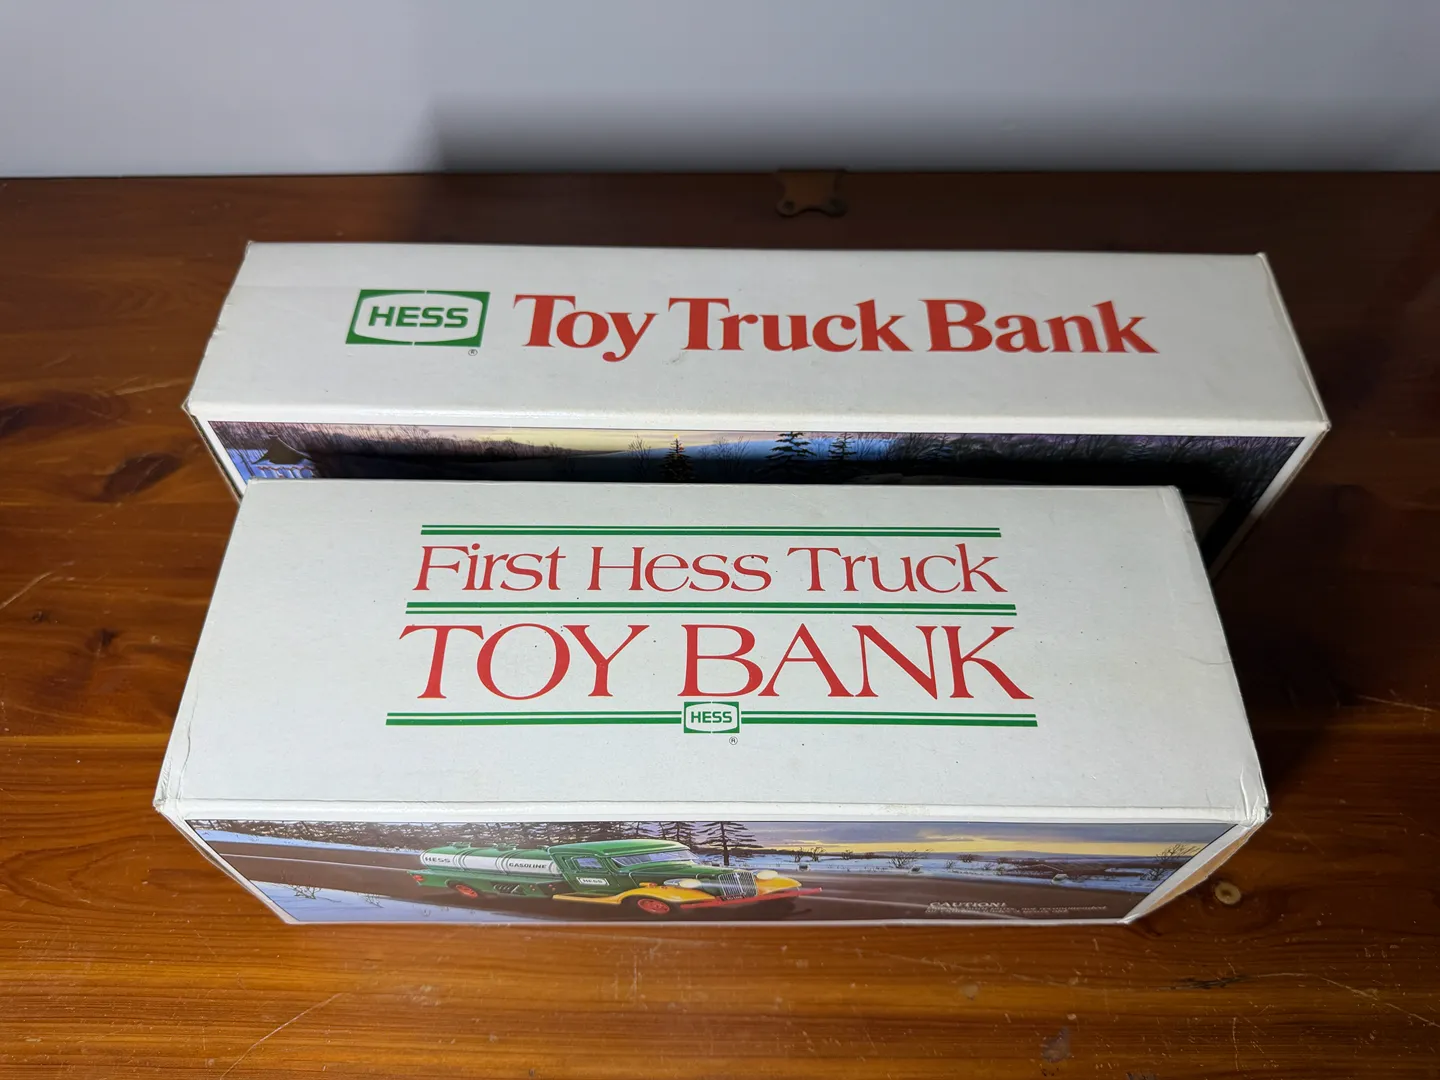 HESS
®
Toy Truck Bank
First Hess Truck
TOY BANK
HESS
®
HESS
GASOLINE
HESS
CAUTION!